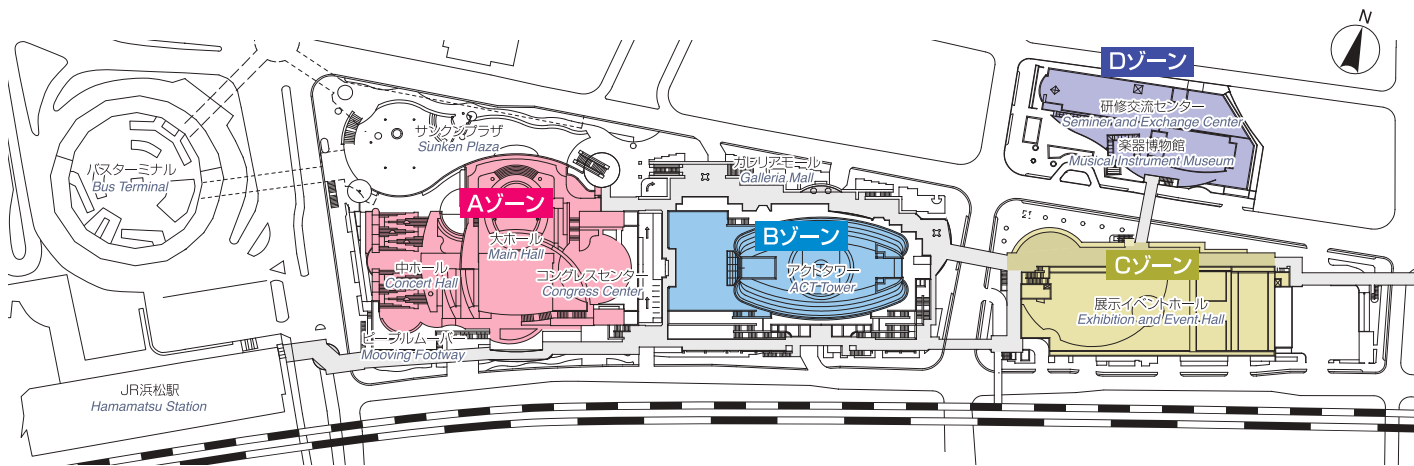 N
Dゾーン
研修交流センター
Seminer and Exchange Center
楽器博物館
Musical Instrument Museum
サンクンプラザ
Sunken Plaza
バスターミナル
Bus Terminal
ガレリアモール
Galleria Mall
Aゾーン
大ホール
Main Hall
Bゾーン
アクトタワー
ACT Tower
Cゾーン
展示イベントホール
Exhibition and Event Hall
中ホール
Concert Hall
コングレスセンター
Congress Center
ピープルムーバー
Mooving Footway
JR浜松駅
Hamamatsu Station